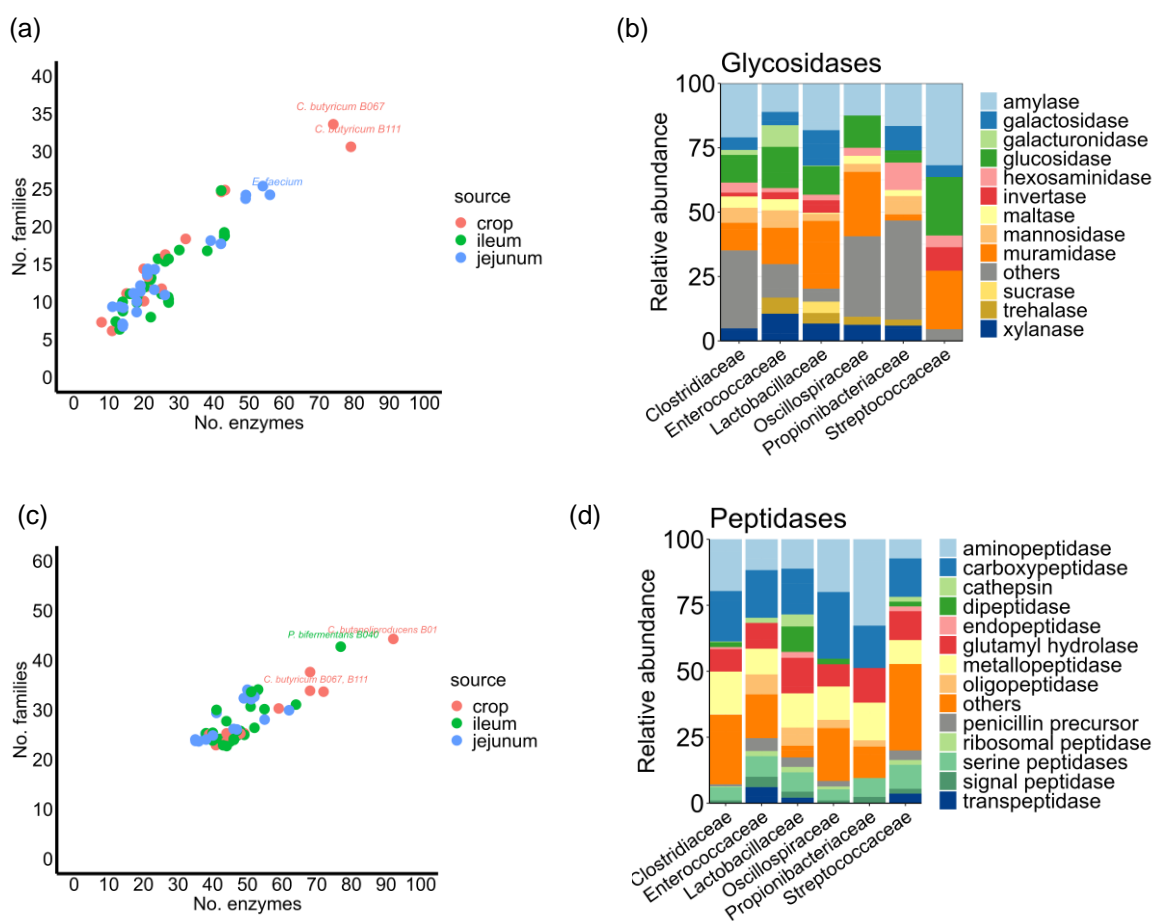 (a)
40
35
30
25
20
15
10
5
0
No. families
0 10 20 30 40 50 60 70 80 90 100
No. enzymes
C. butyricum B067
C. butyricum B111
E. faecium
source
crop
ileum
jejunum
(b)
Glycosidases
100
75
50
25
0
Relative abundance
Clostridiaceae
Enterococcaceae
Lactobacillaceae
Oscillospiraceae
Propionibacteriaceae
Streptococcaceae
amylase
galactosidase
galacturonidase
glucosidase
hexosaminidase
invertase
maltase
mannosidase
muramidase
others
sucrase
trehalase
xylanase
(c)
60
50
40
30
20
10
0
No. families
0 10 20 30 40 50 60 70 80 90 100
No. enzymes
C. butanoliproducens B01
P. bifermentans B040
C. butyricum B067, B111
source
crop
ileum
jejunum
(d)
Peptidases
100
75
50
25
0
Relative abundance
Clostridiaceae
Enterococcaceae
Lactobacillaceae
Oscillospiraceae
Propionibacteriaceae
Streptococcaceae
aminopeptidase
carboxypeptidase
cathepsin
dipeptidase
endopeptidase
glutamyl hydrolase
metallopeptidase
oligopeptidase
others
penicillin precursor
ribosomal peptidase
serine peptidases
signal peptidase
transpeptidase